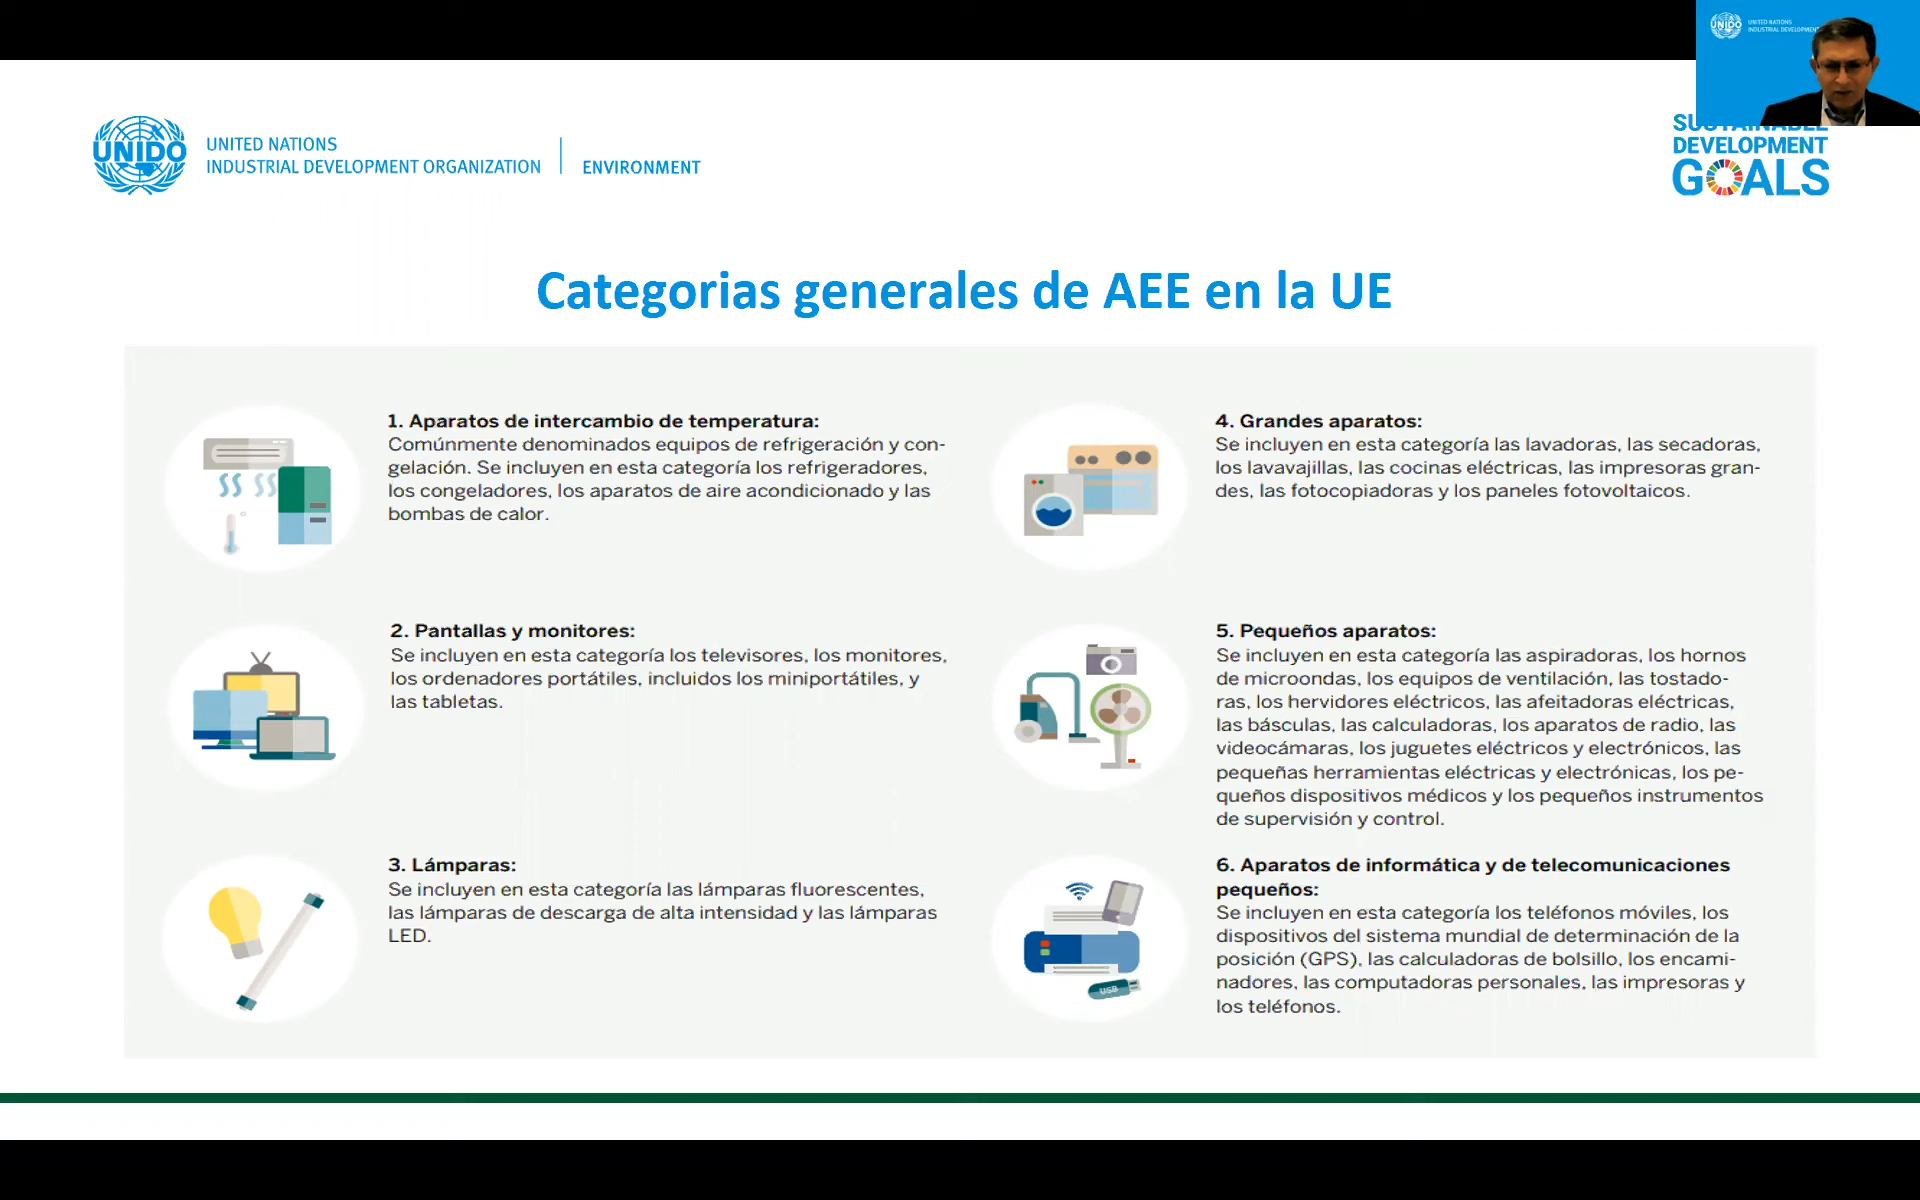 UNIDO
UNITED NATIONS
INDUSTRIAL DEVELOPMENT
UNIDO
UNITED NATIONS
INDUSTRIAL DEVELOPMENT ORGANIZATION
ENVIRONMENT
SUSTAINABLE
DEVELOPMENT
GOALS
Categorias generales de AEE en la UE
1. Aparatos de intercambio de temperatura:
Comúnmente denominados equipos de refrigeración y con-
gelación. Se incluyen en esta categoría los refrigeradores,
los congeladores, los aparatos de aire acondicionado y las
bombas de calor.
2. Pantallas y monitores:
Se incluyen en esta categoría los televisores, los monitores,
los ordenadores portátiles, incluidos los miniportátiles, y
las tabletas.
3. Lámparas:
Se incluyen en esta categoría las lámparas fluorescentes,
las lámparas de descarga de alta intensidad y las lámparas
LED.
4. Grandes aparatos:
Se incluyen en esta categoría las lavadoras, las secadoras,
los lavavajillas, las cocinas eléctricas, las impresoras gran-
des, las fotocopiadoras y los paneles fotovoltaicos.
5. Pequeños aparatos:
Se incluyen en esta categoría las aspiradoras, los hornos
de microondas, los equipos de ventilación, las tostado-
ras, los hervidores eléctricos, las afeitadoras eléctricas,
las básculas, las calculadoras, los aparatos de radio, las
videocámaras, los juguetes eléctricos y electrónicos, las
pequeñas herramientas eléctricas y electrónicas, los pe-
queños dispositivos médicos y los pequeños instrumentos
de supervisión y control.
6. Aparatos de informática y de telecomunicaciones
pequeños:
Se incluyen en esta categoría los teléfonos móviles, los
dispositivos del sistema mundial de determinación de la
posición (GPS), las calculadoras de bolsillo, los encami-
nadores, las computadoras personales, las impresoras y
los teléfonos.
USB